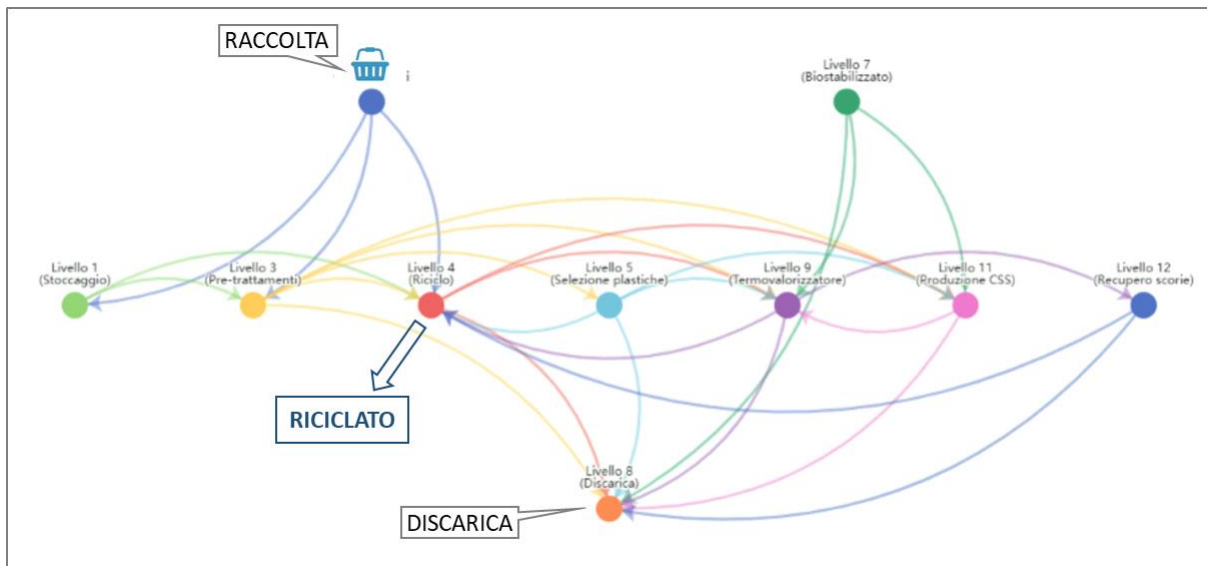 RACCOLTA
i
Livello 7
(Biostabilizzato)
Livello 1
(Stoccaggio)
Livello 3
(Pre-trattamenti)
Livello 4
(Riciclo)
Livello 5
(Selezione plastiche)
Livello 9
(Termovalorizzatore)
Livello 11
(Produzione CSS)
Livello 12
(Recupero scorie)
RICICLATO
Livello 8
(Discarica)
DISCARICA